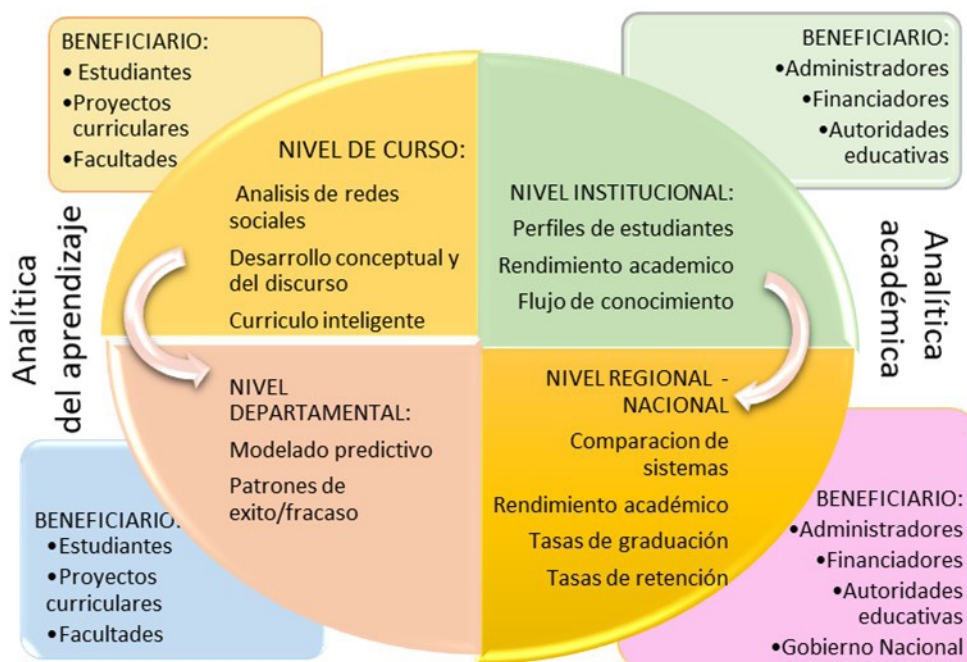 BENEFICIARIO:
• Estudiantes
•Proyectos
curriculares
•Facultades
NIVEL DE CURSO:
Analisis de redes
sociales
Desarrollo conceptual y
del discurso
Curriculo inteligente
BENEFICIARIO:
•Administradores
•Financiadores
•Autoridades
educativas
NIVEL INSTITUCIONAL:
Perfiles de estudiantes
Rendimiento academico
Flujo de conocimiento
Analítica
del aprendizaje
Analítica
académica
NIVEL
DEPARTAMENTAL:
Modelado predictivo
Patrones de
exito/fracaso
NIVEL REGIONAL -
NACIONAL
Comparacion de
sistemas
Rendimiento académico
Tasas de graduación
Tasas de retención
BENEFICIARIO:
•Estudiantes
•Proyectos
curriculares
•Facultades
BENEFICIARIO:
•Administradores
•Financiadores
•Autoridades
educativas
•Gobierno Nacional